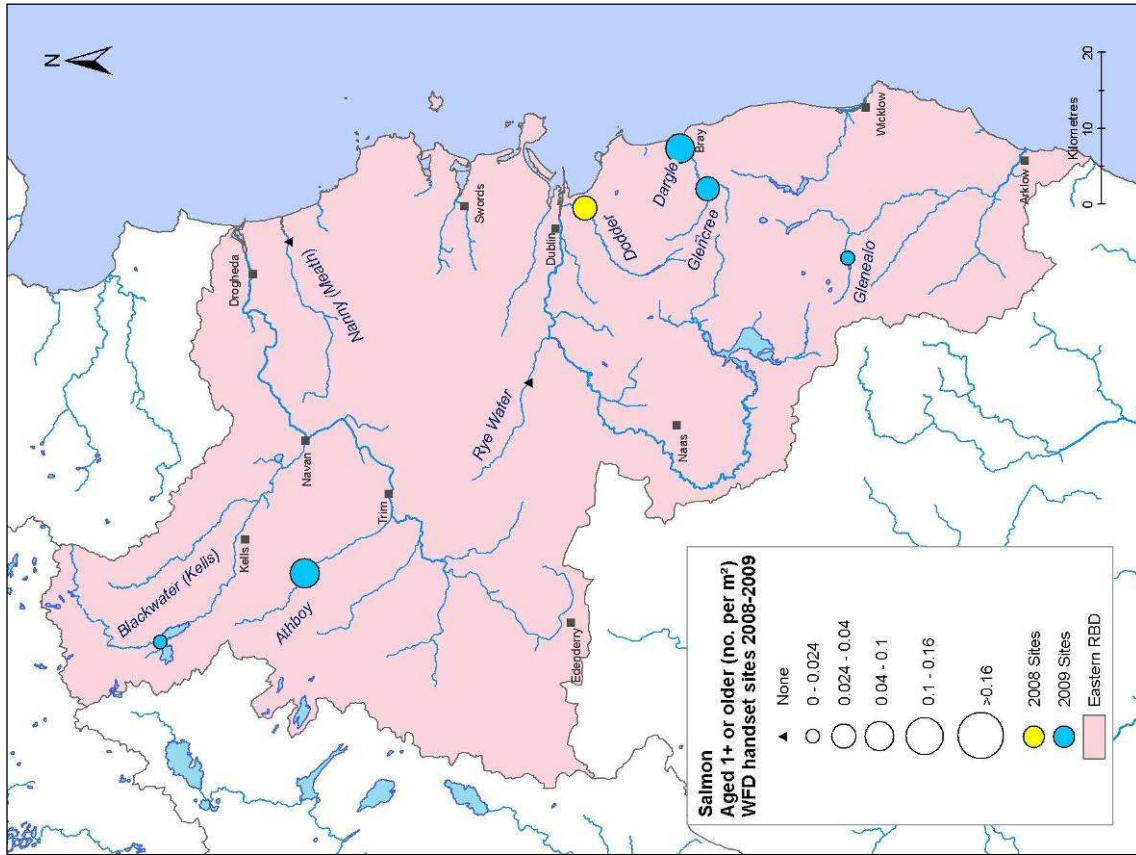 N
Drogheda
Nanny (Meath)
Blackwater (Kells)
Kells
Navan
Athboy
Trim
Swords
Rye Water
Dublin
Edenderry
Dodder
Dargle
Bray
Glencree
Naas
Glenealo
Wicklow
Arklow
Salmon
Aged 1+ or older (no. per m²)
WFD handset sites 2008-2009
None
0 - 0.024
0.024 - 0.04
0.04 - 0.1
0.1 - 0.16
>0.16
2008 Sites
2009 Sites
Eastern RBD
0 10 20
Kilometres